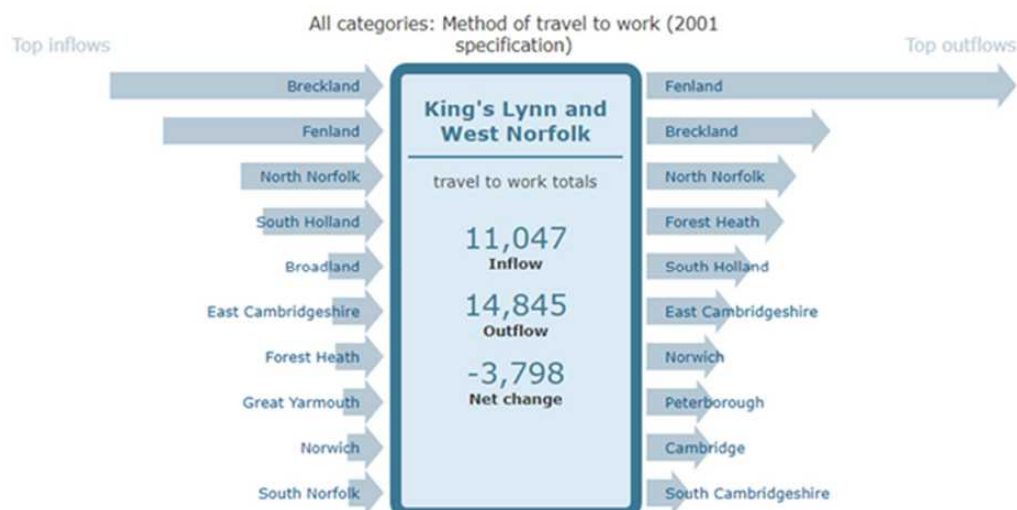 All categories: Method of travel to work (2001
specification)
Top inflows
Top outflows
Breckland
Fenland
North Norfolk
South Holland
Broadland
East Cambridgeshire
Forest Heath
Great Yarmouth
Norwich
South Norfolk
King's Lynn and
West Norfolk
travel to work totals
11,047
Inflow
14,845
Outflow
-3,798
Net change
Fenland
Breckland
North Norfolk
Forest Heath
South Holland
East Cambridgeshire
Norwich
Peterborough
Cambridge
South Cambridgeshire